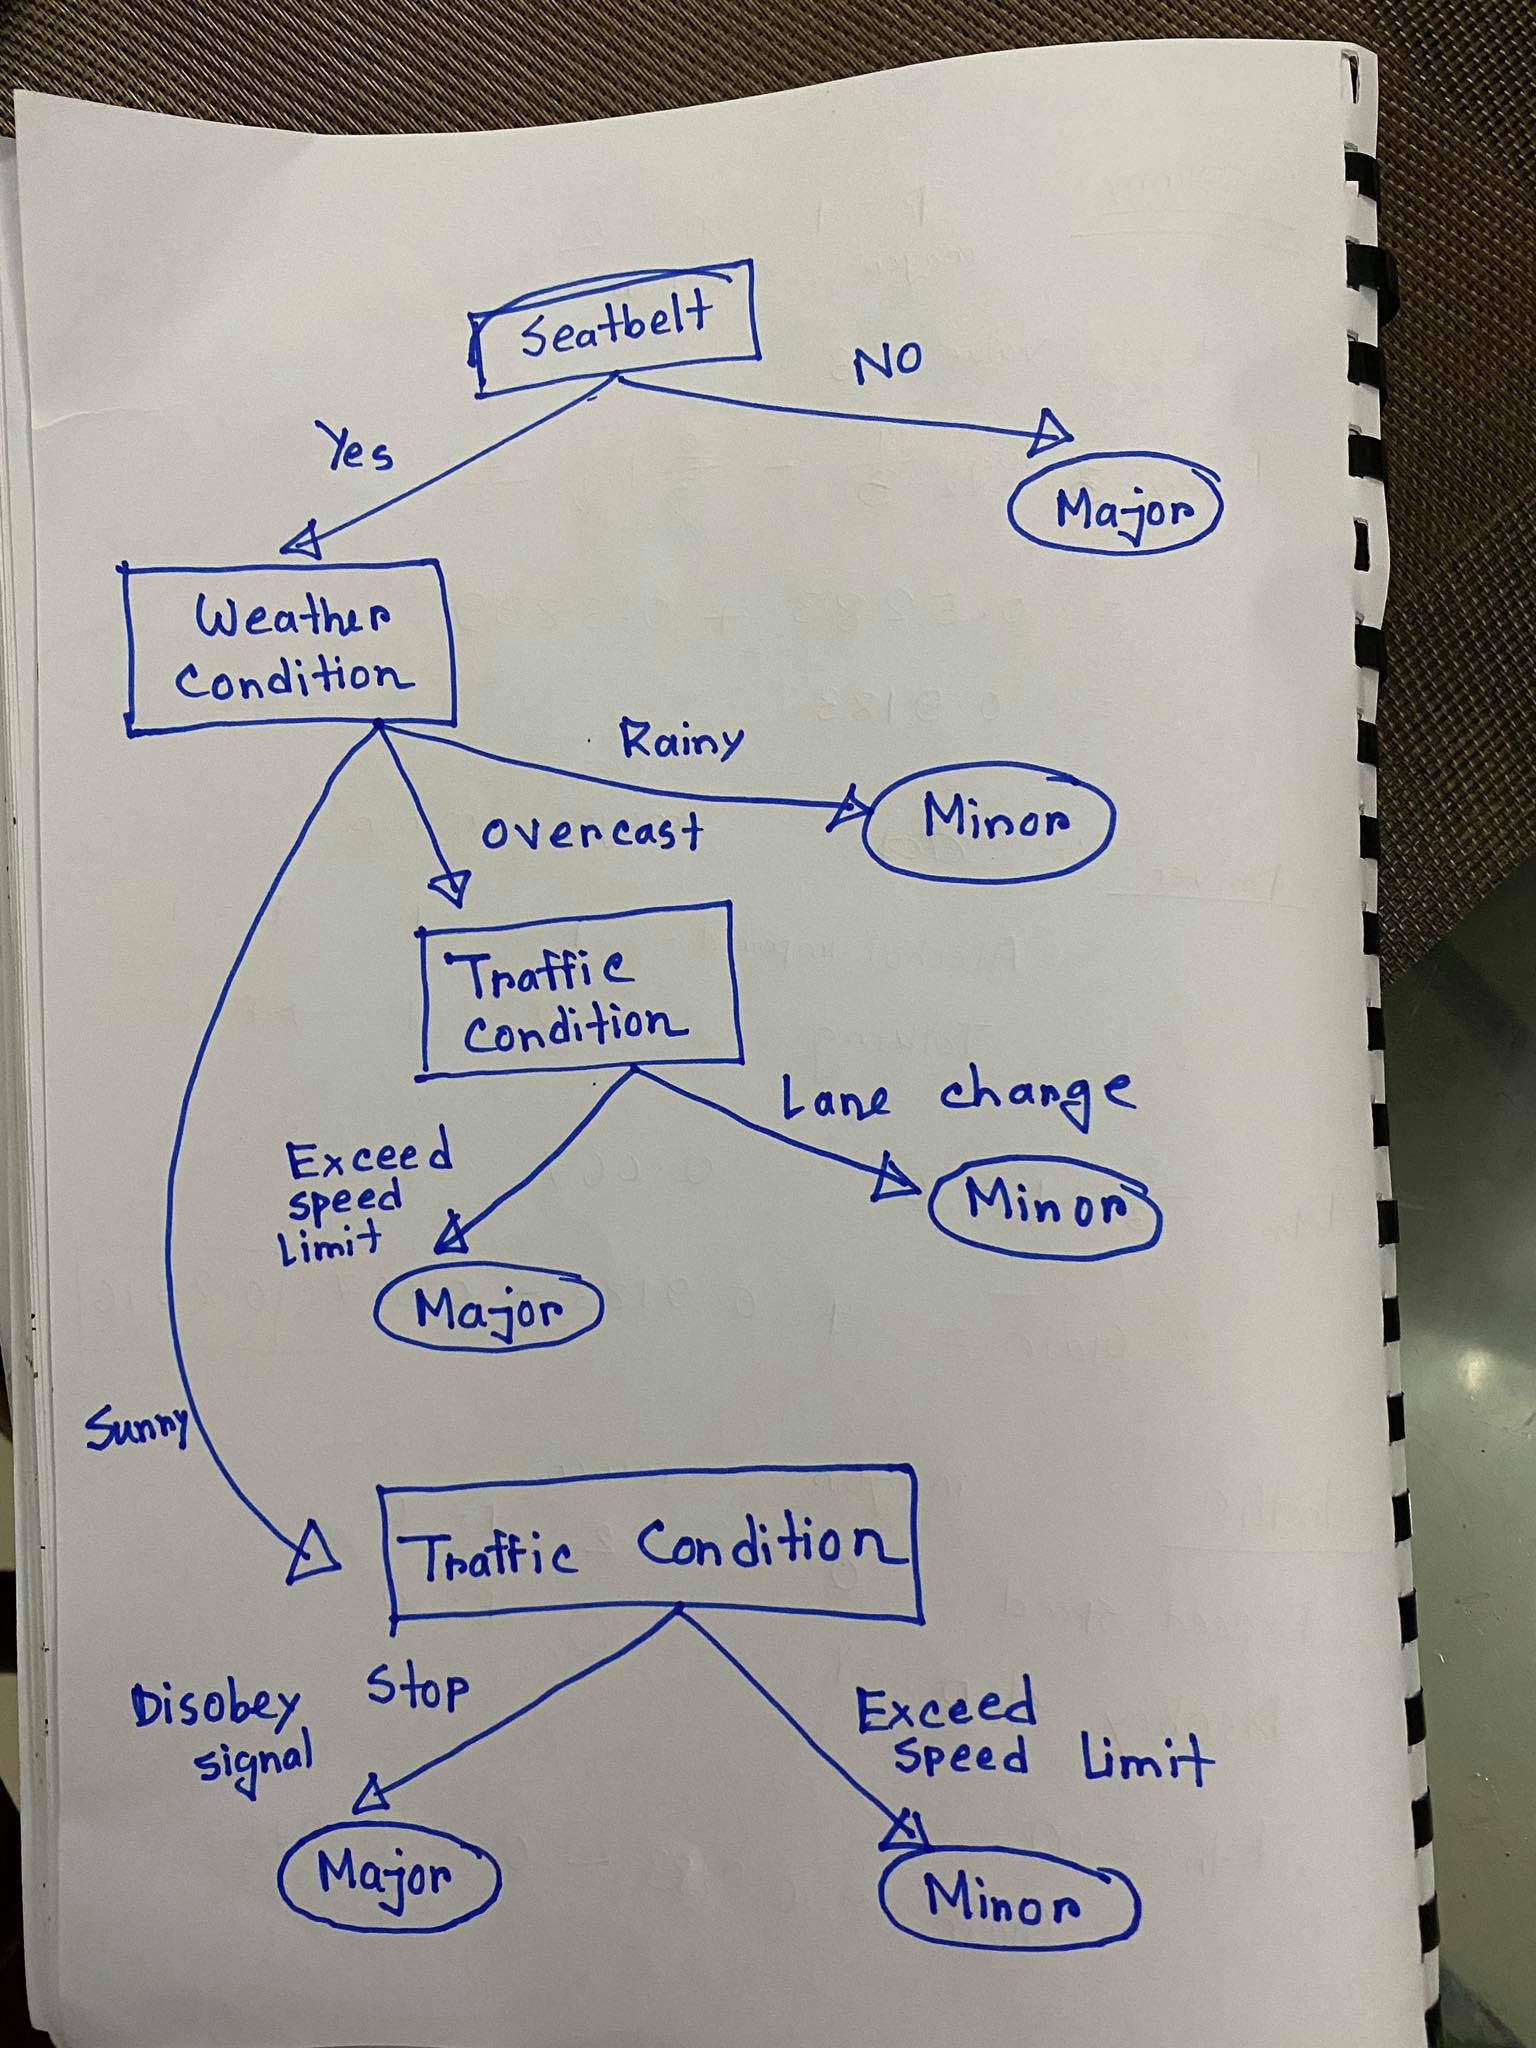 Seatbelt
NO
Yes
Major
Weather
Condition
Rainy
Minor
overcast
Traffic
Condition
Lane change
Exceed
speed
Limit
Minor
Major
Sunny
Traffic Condition
Disobey Stop
signal
Exceed
speed Limit
Major
Minor